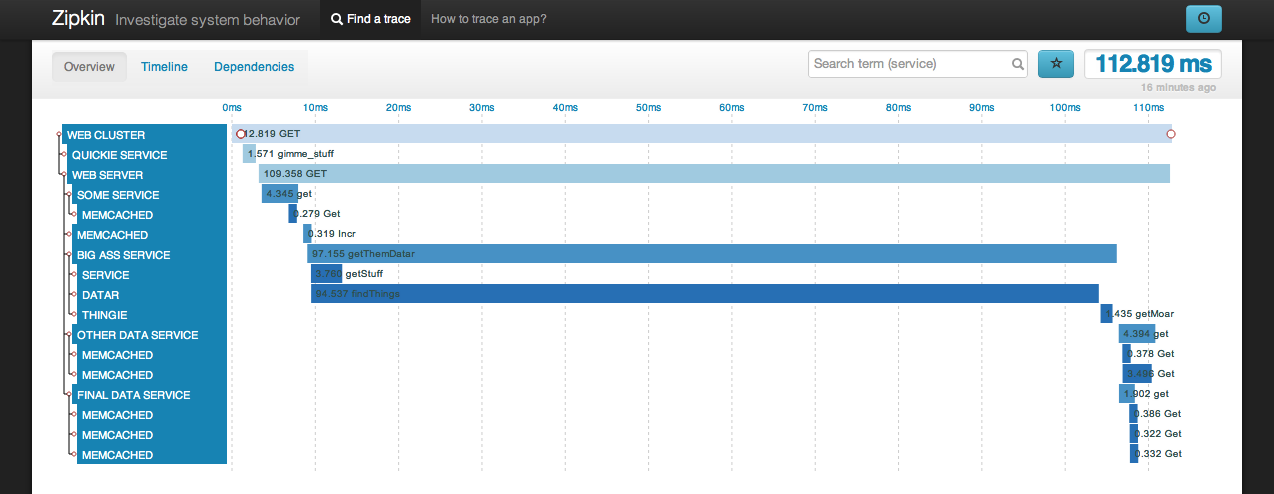 Zipkin Investigate system behavior Find a trace How to trace an app?
Overview Timeline Dependencies Search term (service) 112.819 ms
16 minutes ago
0ms 10ms 20ms 30ms 40ms 50ms 60ms 70ms 80ms 90ms 100ms 110ms
WEB CLUSTER 12.819 GET
QUICKIE SERVICE 1.571 gimme_stuff
WEB SERVER 109.358 GET
SOME SERVICE 4.345 get
MEMCACHED 0.279 Get
MEMCACHED 0.319 Incr
BIG ASS SERVICE 97.155 getThemDatar
SERVICE 3.780 getStuff
DATAR 94.537 findThings
THINGIE 1.435 getMoar
OTHER DATA SERVICE 4.394 get
MEMCACHED 0.378 Get
MEMCACHED 3.496 Get
FINAL DATA SERVICE 1.902 get
MEMCACHED 0.386 Get
MEMCACHED 0.322 Get
MEMCACHED 0.332 Get